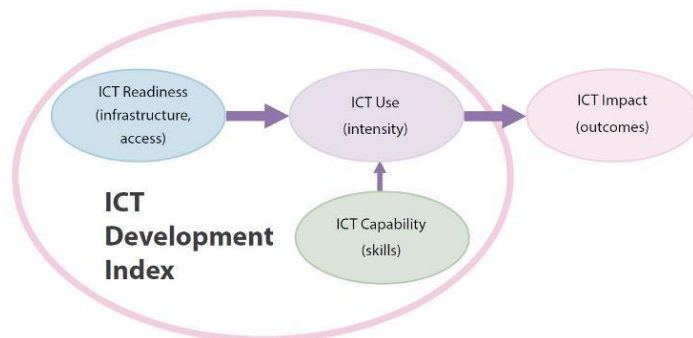 ICT Readiness
(infrastructure,
access)
ICT Use
(intensity)
ICT Impact
(outcomes)
ICT Capability
(skills)
ICT
Development
Index